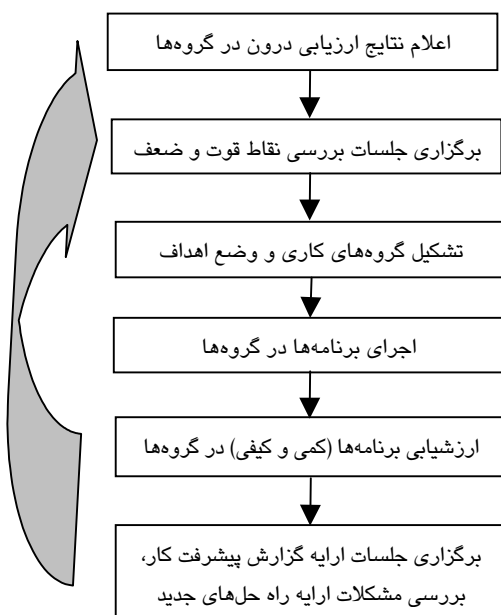 اعلام نتایج ارزیابی درون در گروه‌ها
برگزاری جلسات بررسی نقاط قوت و ضعف
تشکیل گروه‌های کاری و وضع اهداف
اجرای برنامه‌ها در گروه‌ها
ارزشیابی برنامه‌ها (کمی و کیفی) در گروه‌ها
برگزاری جلسات ارایه گزارش پیشرفت کار،
بررسی مشکلات ارایه راه حل‌های جدید